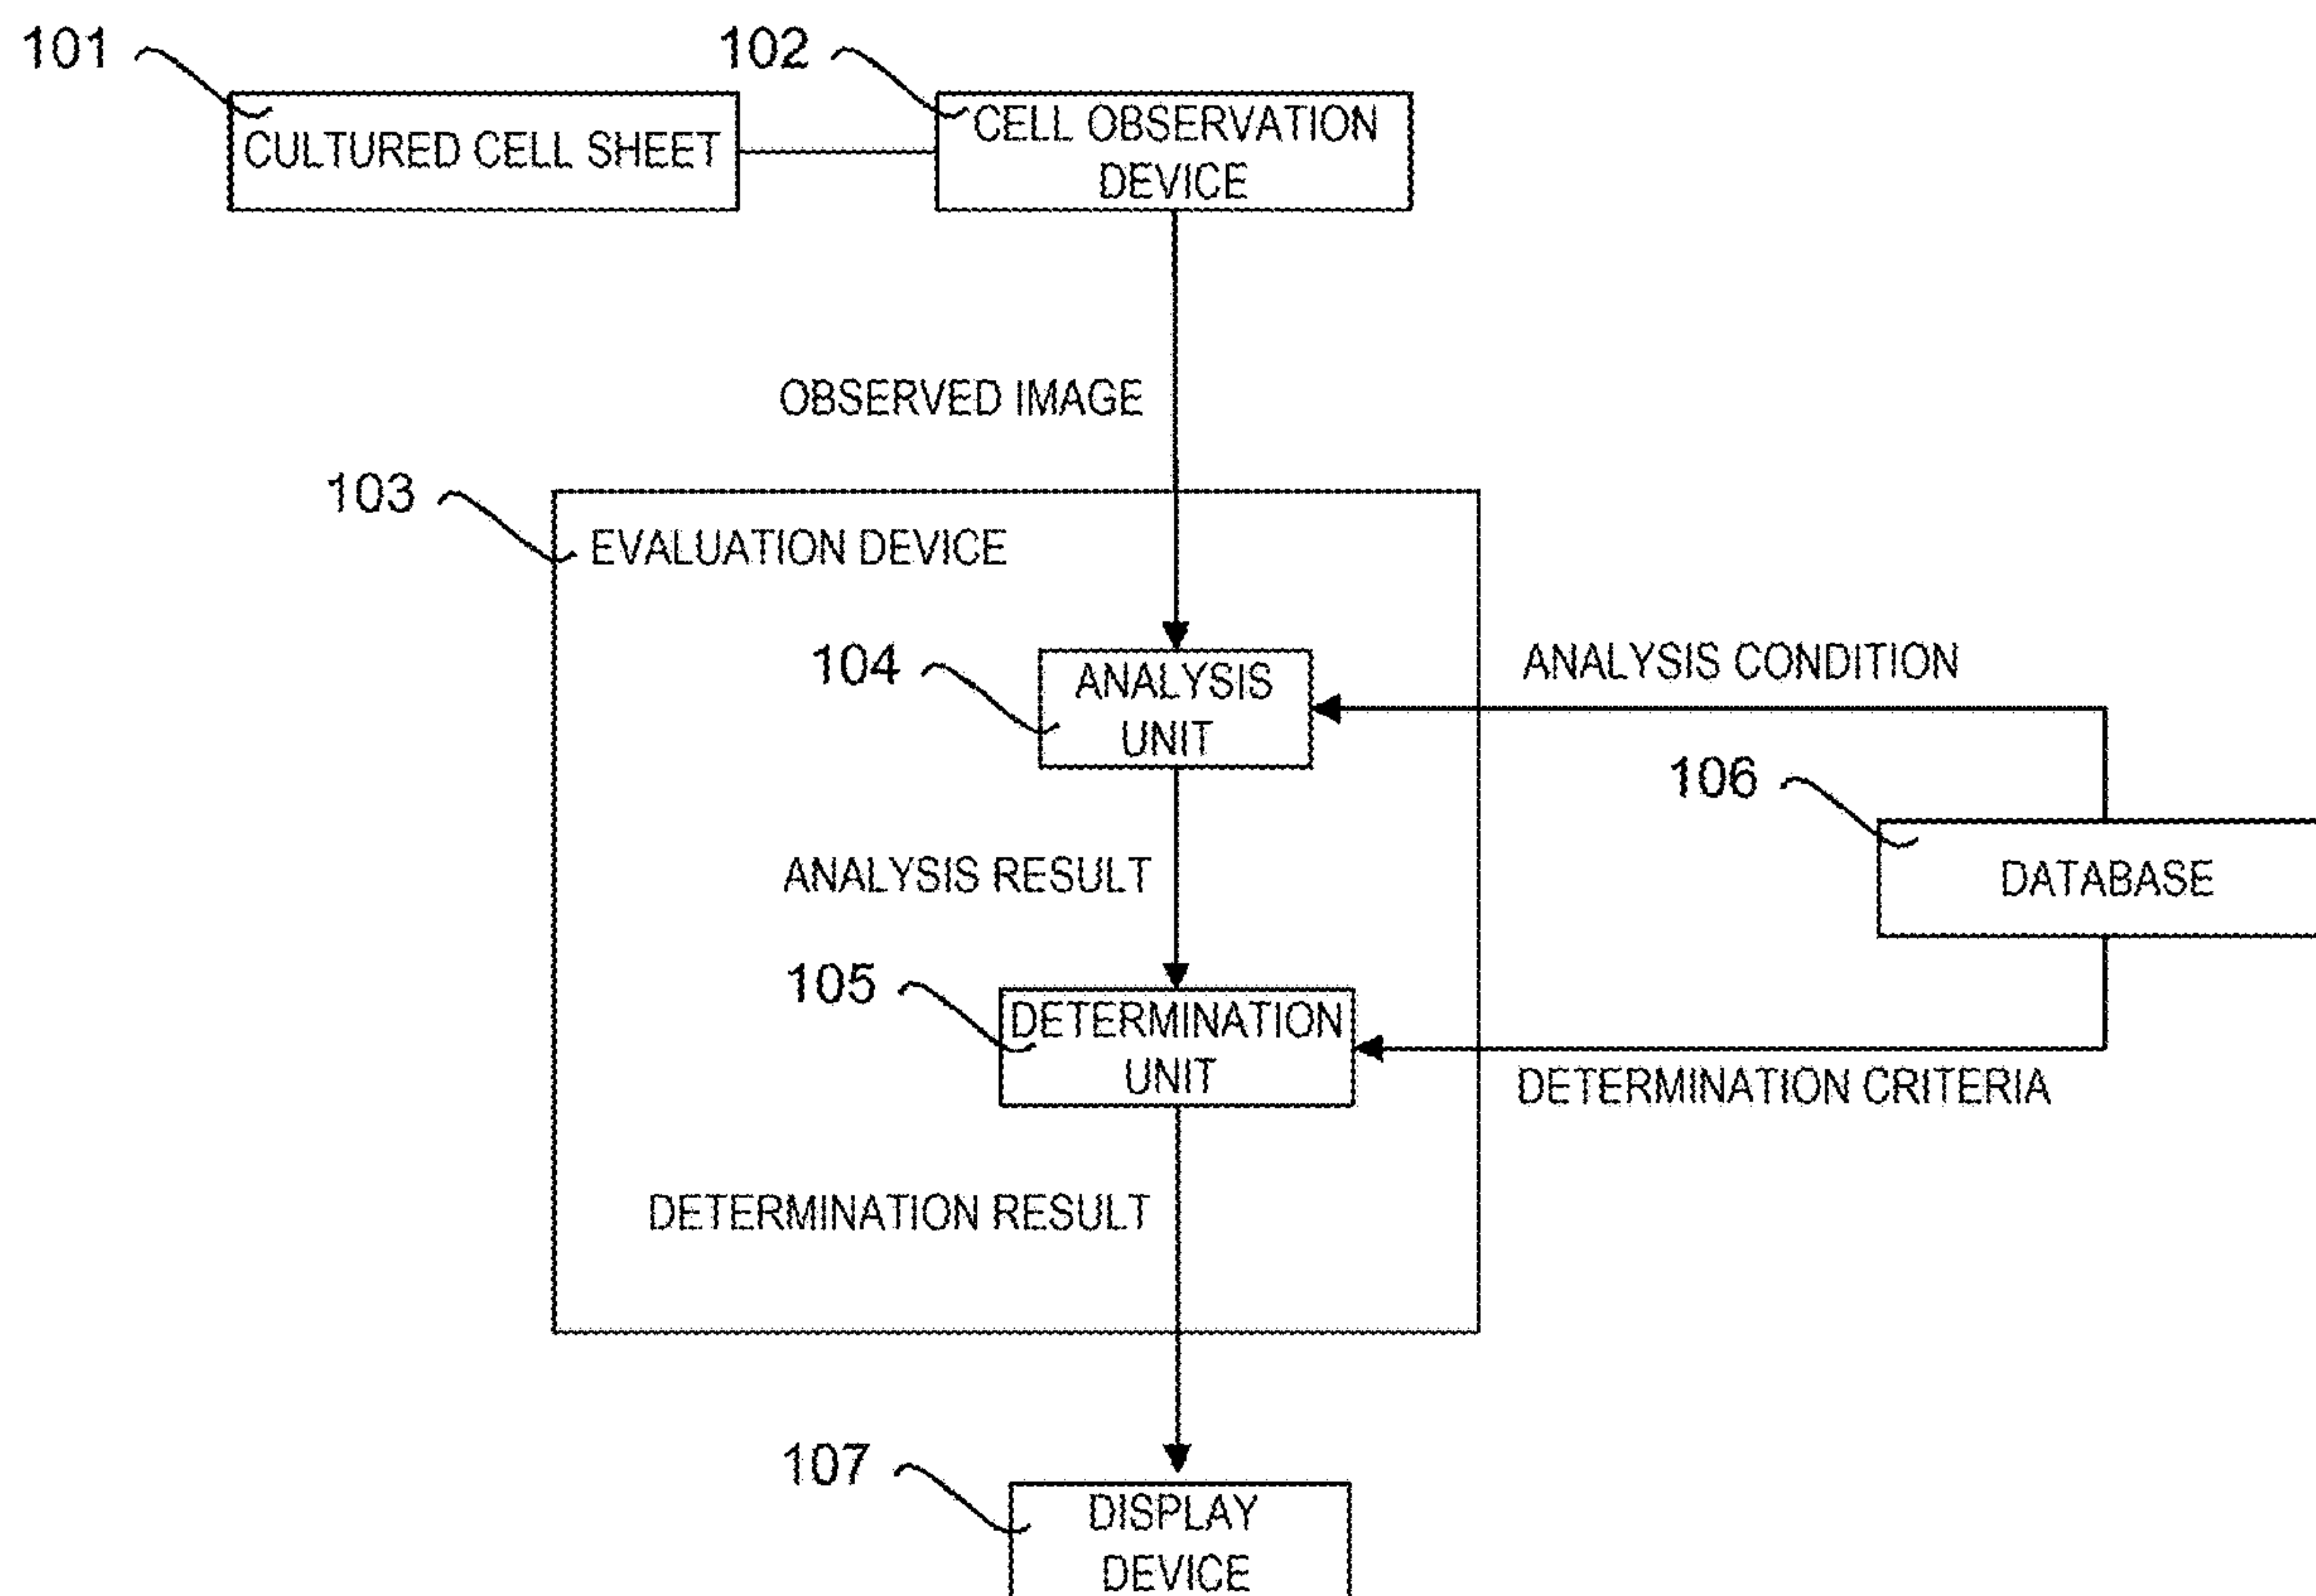 101
102
CULTURED CELL SHEET
CELL OBSERVATION
DEVICE
OBSERVED IMAGE
103
EVALUATION DEVICE
104
ANALYSIS
UNIT
ANALYSIS CONDITION
106
DATABASE
ANALYSIS RESULT
105
DETERMINATION
UNIT
DETERMINATION CRITERIA
DETERMINATION RESULT
107
DISPLAY
DEVICE